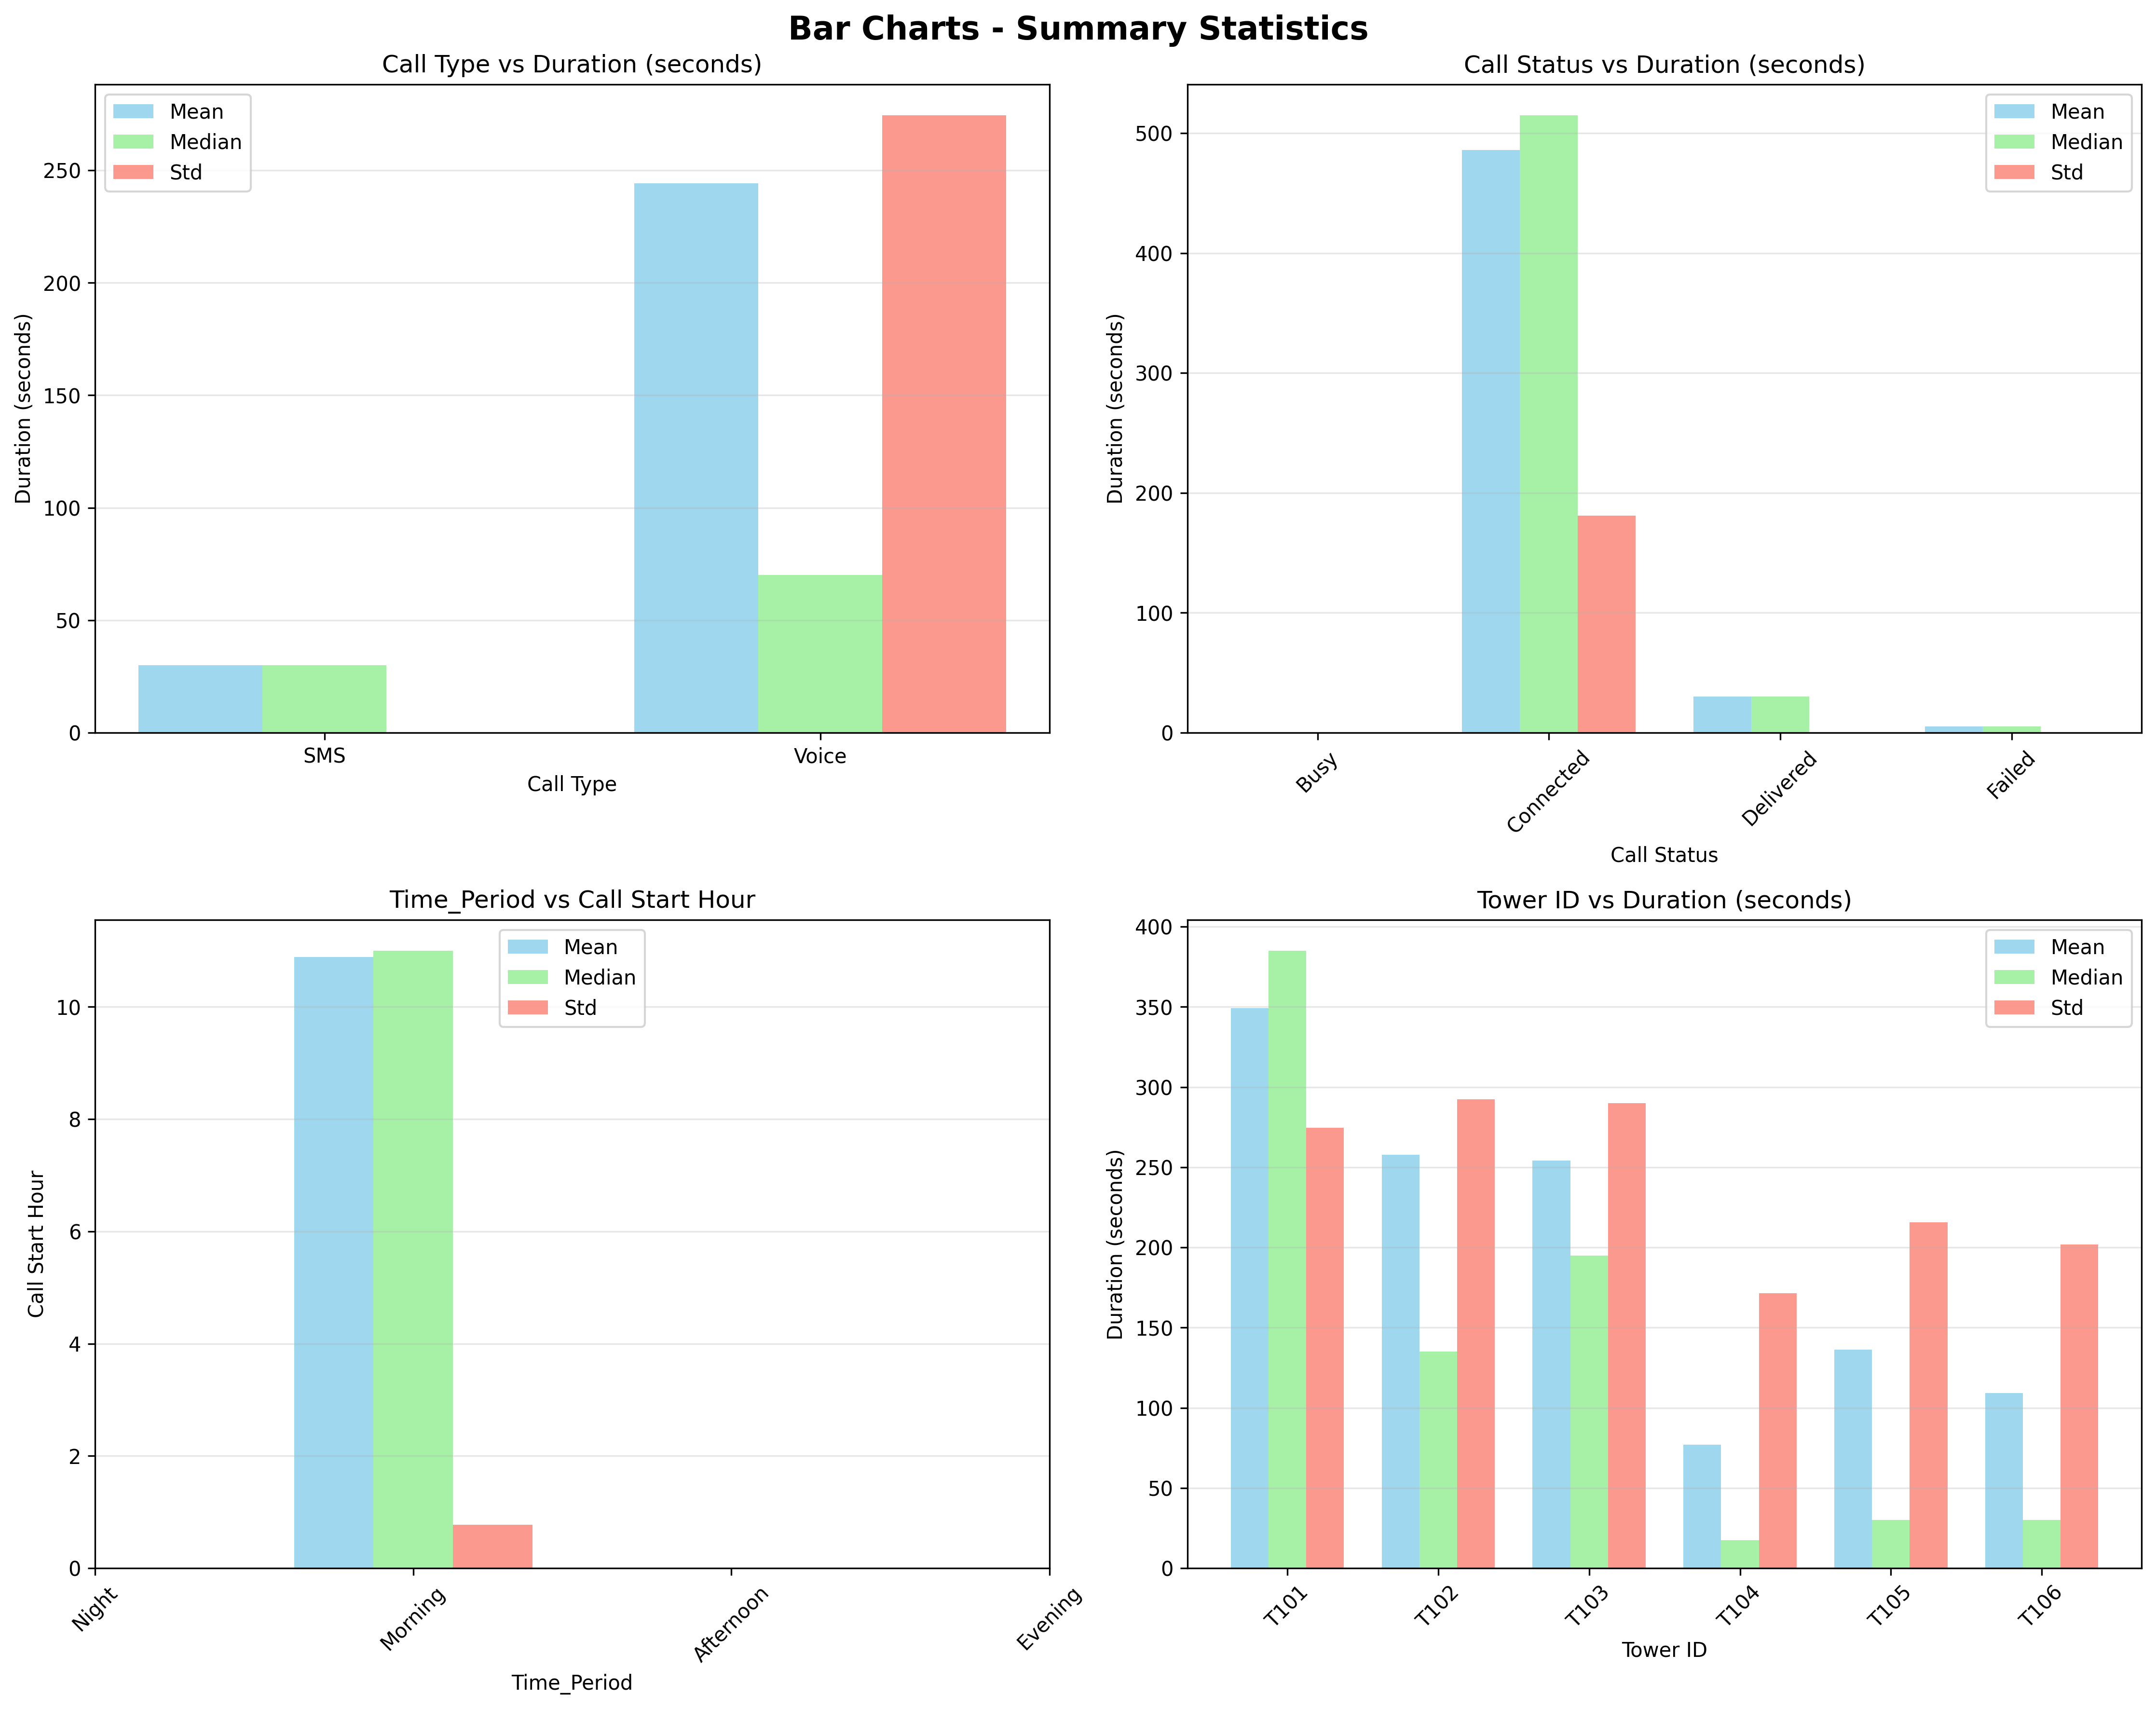 Bar Charts - Summary Statistics
Call Type vs Duration (seconds)
Mean
Median
Std
Duration (seconds)
250
200
150
100
50
0
SMS
Voice
Call Type
Call Status vs Duration (seconds)
Mean
Median
Std
Duration (seconds)
500
400
300
200
100
0
Busy
Connected
Delivered
Failed
Call Status
Time_Period vs Call Start Hour
Mean
Median
Std
Call Start Hour
10
8
6
4
2
0
Night
Morning
Afternoon
Evening
Time_Period
Tower ID vs Duration (seconds)
Mean
Median
Std
Duration (seconds)
400
350
300
250
200
150
100
50
0
T101
T102
T103
T104
T105
T106
Tower ID